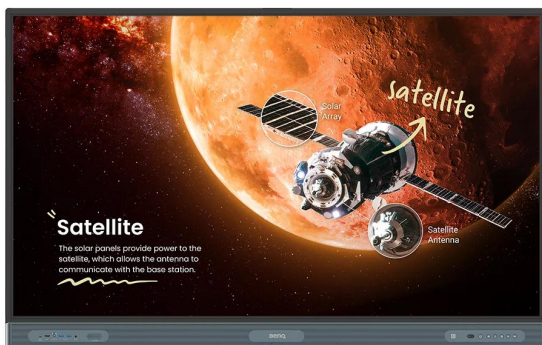 satellite
Solar
Array
Satellite
The solar panels provide power to the
satellite, which allows the antenna to
communicate with the base station.
Satellite
Antenna
BenQ